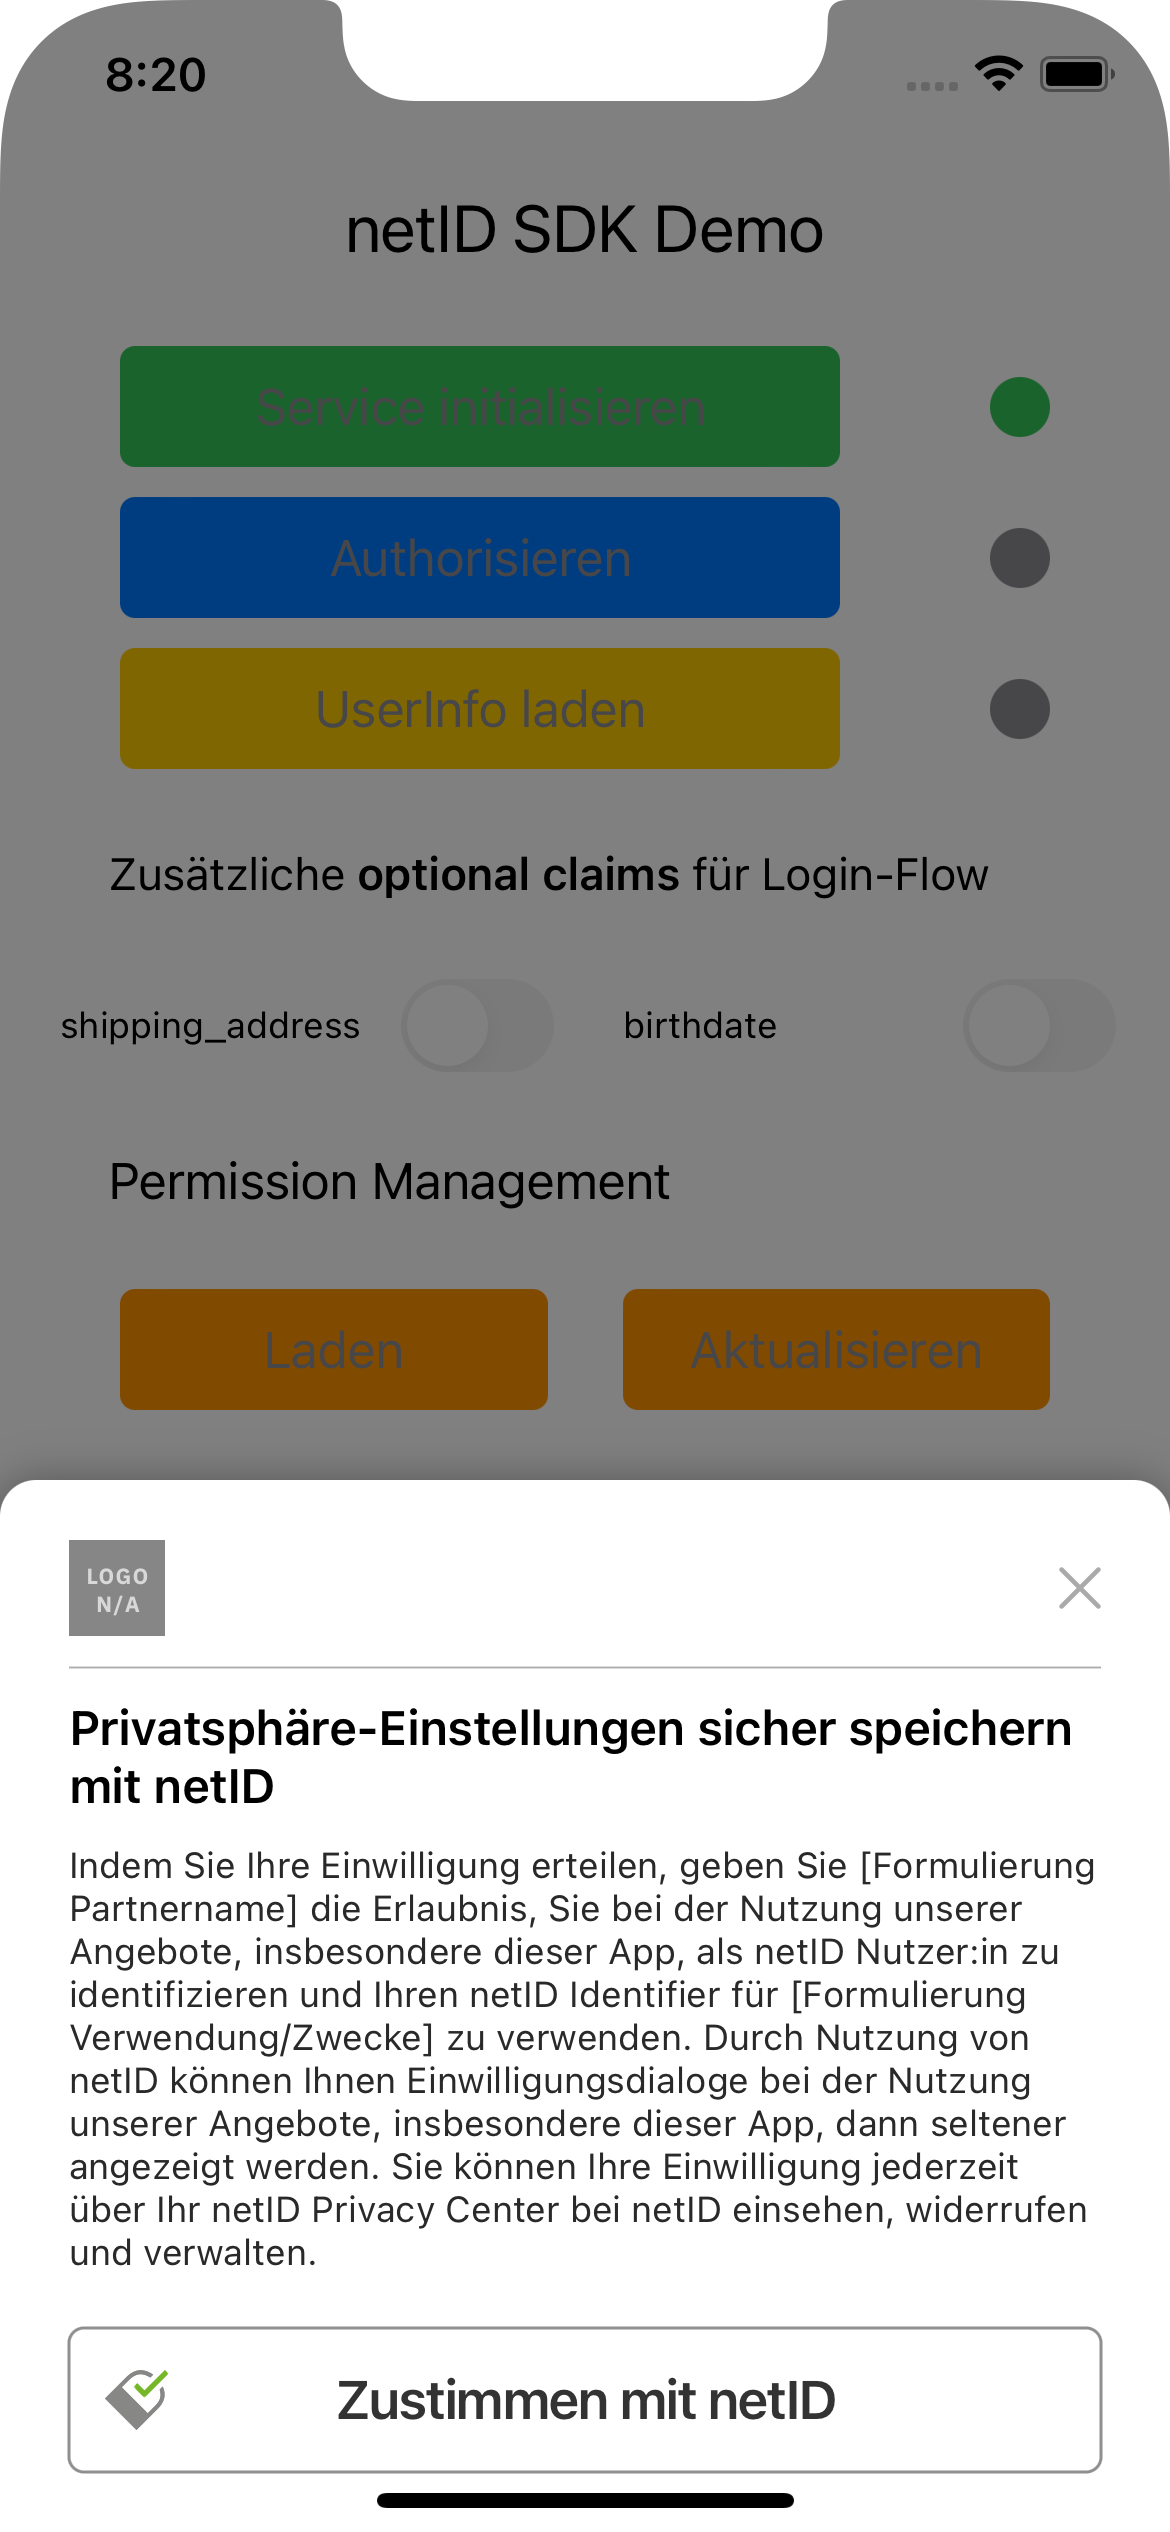 8:20
netID SDK Demo
Service initialisieren
Authorisieren
UserInfo laden
Zusätzliche optional claims für Login-Flow
shipping_address
birthdate
Permission Management
Laden
Aktualisieren
LOGO
N/A
Privatsphäre-Einstellungen sicher speichern
mit netID
Indem Sie Ihre Einwilligung erteilen, geben Sie [Formulierung
Partnername] die Erlaubnis, Sie bei der Nutzung unserer
Angebote, insbesondere dieser App, als netID Nutzer:in zu
identifizieren und Ihren netID Identifier für [Formulierung
Verwendung/Zwecke] zu verwenden. Durch Nutzung von
netID können Ihnen Einwilligungsdialoge bei der Nutzung
unserer Angebote, insbesondere dieser App, dann seltener
angezeigt werden. Sie können Ihre Einwilligung jederzeit
über Ihr netID Privacy Center bei netID einsehen, widerrufen
und verwalten.
Zustimmen mit netID